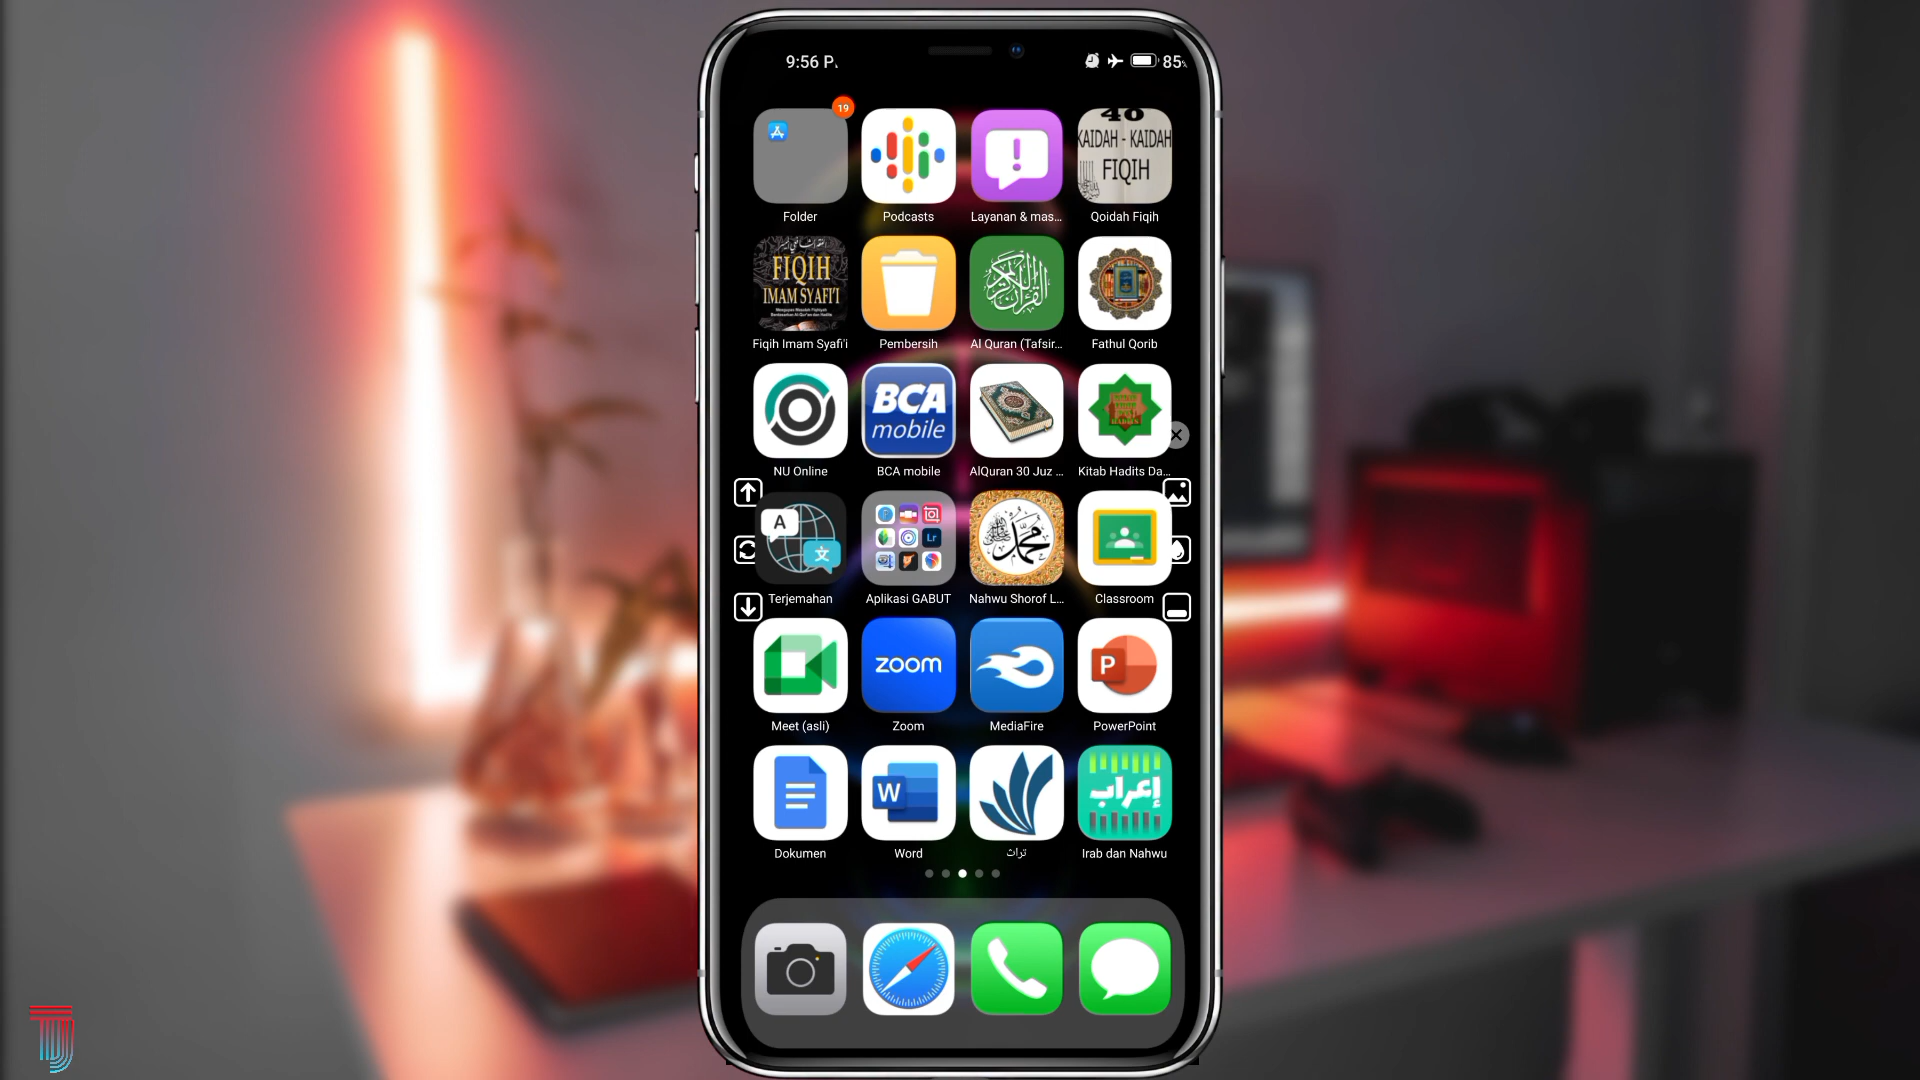 9:56 P.
85%
19
Folder
Podcasts
Layanan & mas...
40
KAIDAH - KAIDAH
FIQIH
Qoidah Fiqih
FIQIH
IMAM SYAFI'I
Fiqih Imam Syafi'i
Pembersih
Al Quran (Tafsir...
Fathul Qorib
BCA
mobile
NU Online
BCA mobile
AlQuran 30 Juz ...
Kitab Hadits Da...
A
文
Lr
Terjemahan
Aplikasi GABUT
Nahwu Shorof L...
Classroom
zoom
P
Meet (asli)
Zoom
MediaFire
PowerPoint
W
إعراب
Dokumen
Word
تراث
Irab dan Nahwu